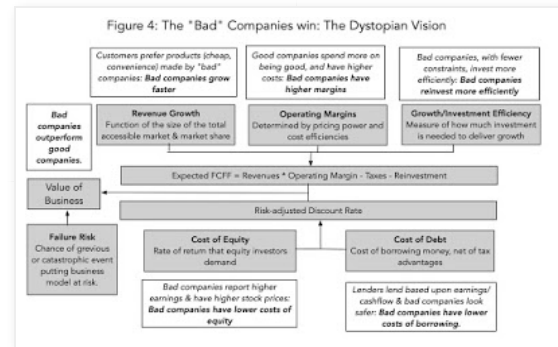 Figure 4: The "Bad" Companies win: The Dystopian Vision
Customers prefer products (cheap,
convenience) made by "bad"
companies: Bad companies grow
faster
Good companies spend more on
being good, and have higher
costs: Bad companies have
higher margins
Bad companies, with fewer
constraints, invest more
efficiently: Bad companies
reinvest more efficiently
Bad
companies
outperform
good
companies.
Revenue Growth
Function of the size of the total
accessible market & market share
Operating Margins
Determined by pricing power and
cost efficiencies
Growth/Investment Efficiency
Measure of how much investment
is needed to deliver growth
Expected FCFF = Revenues * Operating Margin - Taxes - Reinvestment
Value of
Business
Risk-adjusted Discount Rate
Failure Risk
Chance of grevious
or catastrophic event
putting business
model at risk.
Cost of Equity
Rate of return that equity investors
demand
Cost of Debt
Cost of borrowing money, net of tax
advantages
Bad companies report higher
earnings & have higher stock prices:
Bad companies have lower costs of
equity
Lenders lend based upon earnings/
cashflow & bad companies look
safer: Bad companies have lower
costs of borrowing.